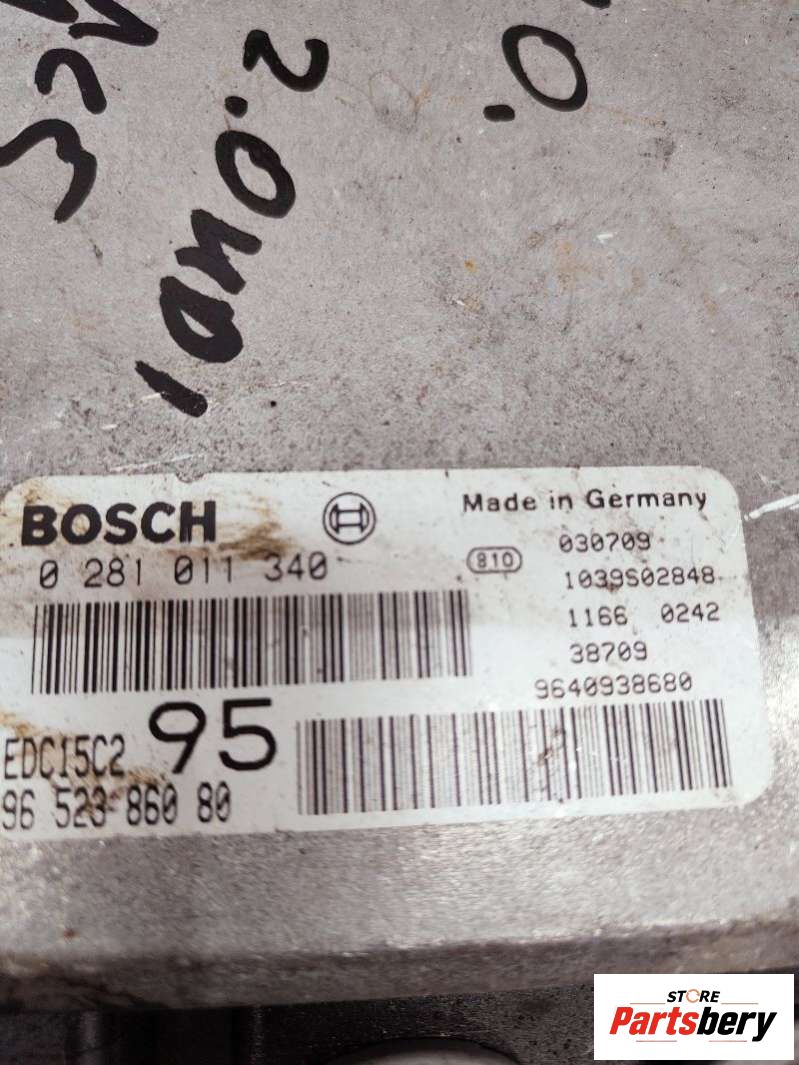 2.0
BOSCH
Made in Germany
0 281 011 340
810
030709
1039S02848
1166 0242
38709
9640938680
EDC15C2
95
96 523 860 80
STORE
Partsbery